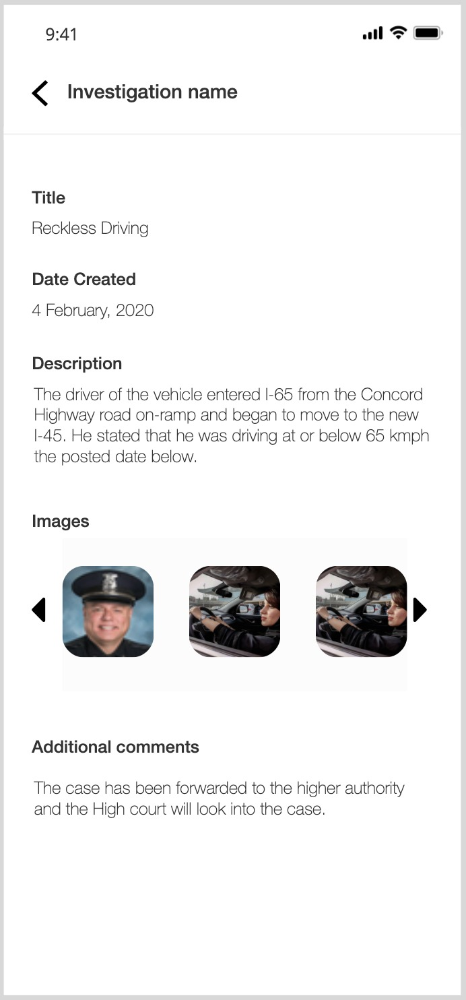 9:41
Investigation name
Title
Reckless Driving
Date Created
4 February, 2020
Description
The driver of the vehicle entered I-65 from the Concord
Highway road on-ramp and began to move to the new
I-45. He stated that he was driving at or below 65 kmph
the posted date below.
Images
Additional comments
The case has been forwarded to the higher authority
and the High court will look into the case.